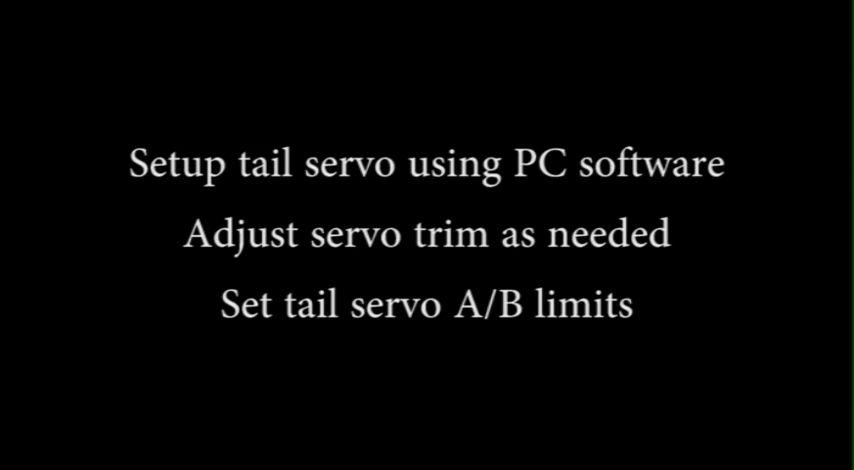 Setup tail servo using PC software
Adjust servo trim as needed
Set tail servo A/B limits